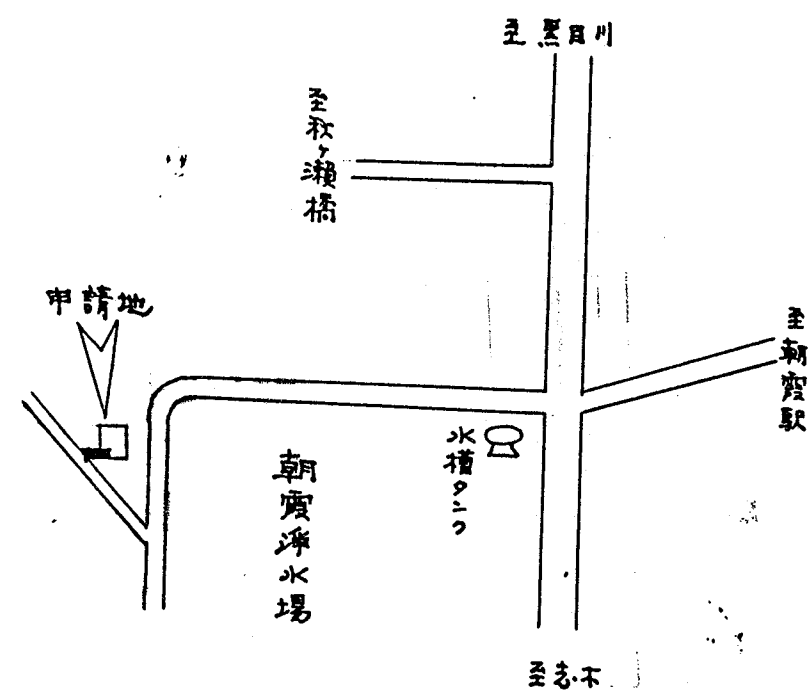 至黒目川
至秋ヶ瀬橋
申請地
至朝霞駅
水槽タンク
朝霞浄水場
至志木